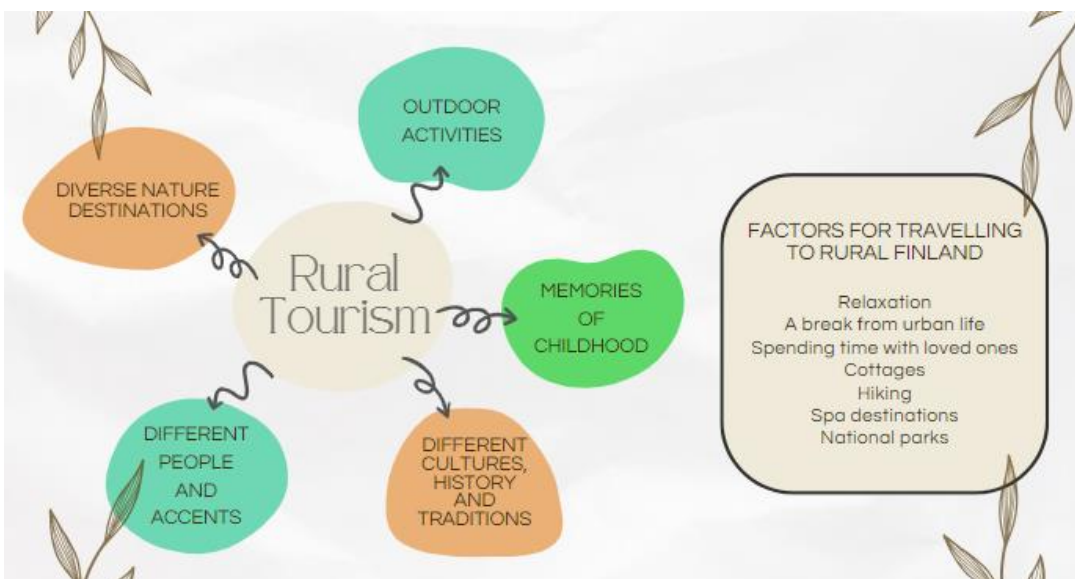 OUTDOOR
ACTIVITIES
DIVERSE NATURE
DESTINATIONS
Rural
Tourism
MEMORIES
OF
CHILDHOOD
DIFFERENT
PEOPLE
AND
ACCENTS
DIFFERENT
CULTURES,
HISTORY
AND
TRADITIONS
FACTORS FOR TRAVELLING
TO RURAL FINLAND
Relaxation
A break from urban life
Spending time with loved ones
Cottages
Hiking
Spa destinations
National parks